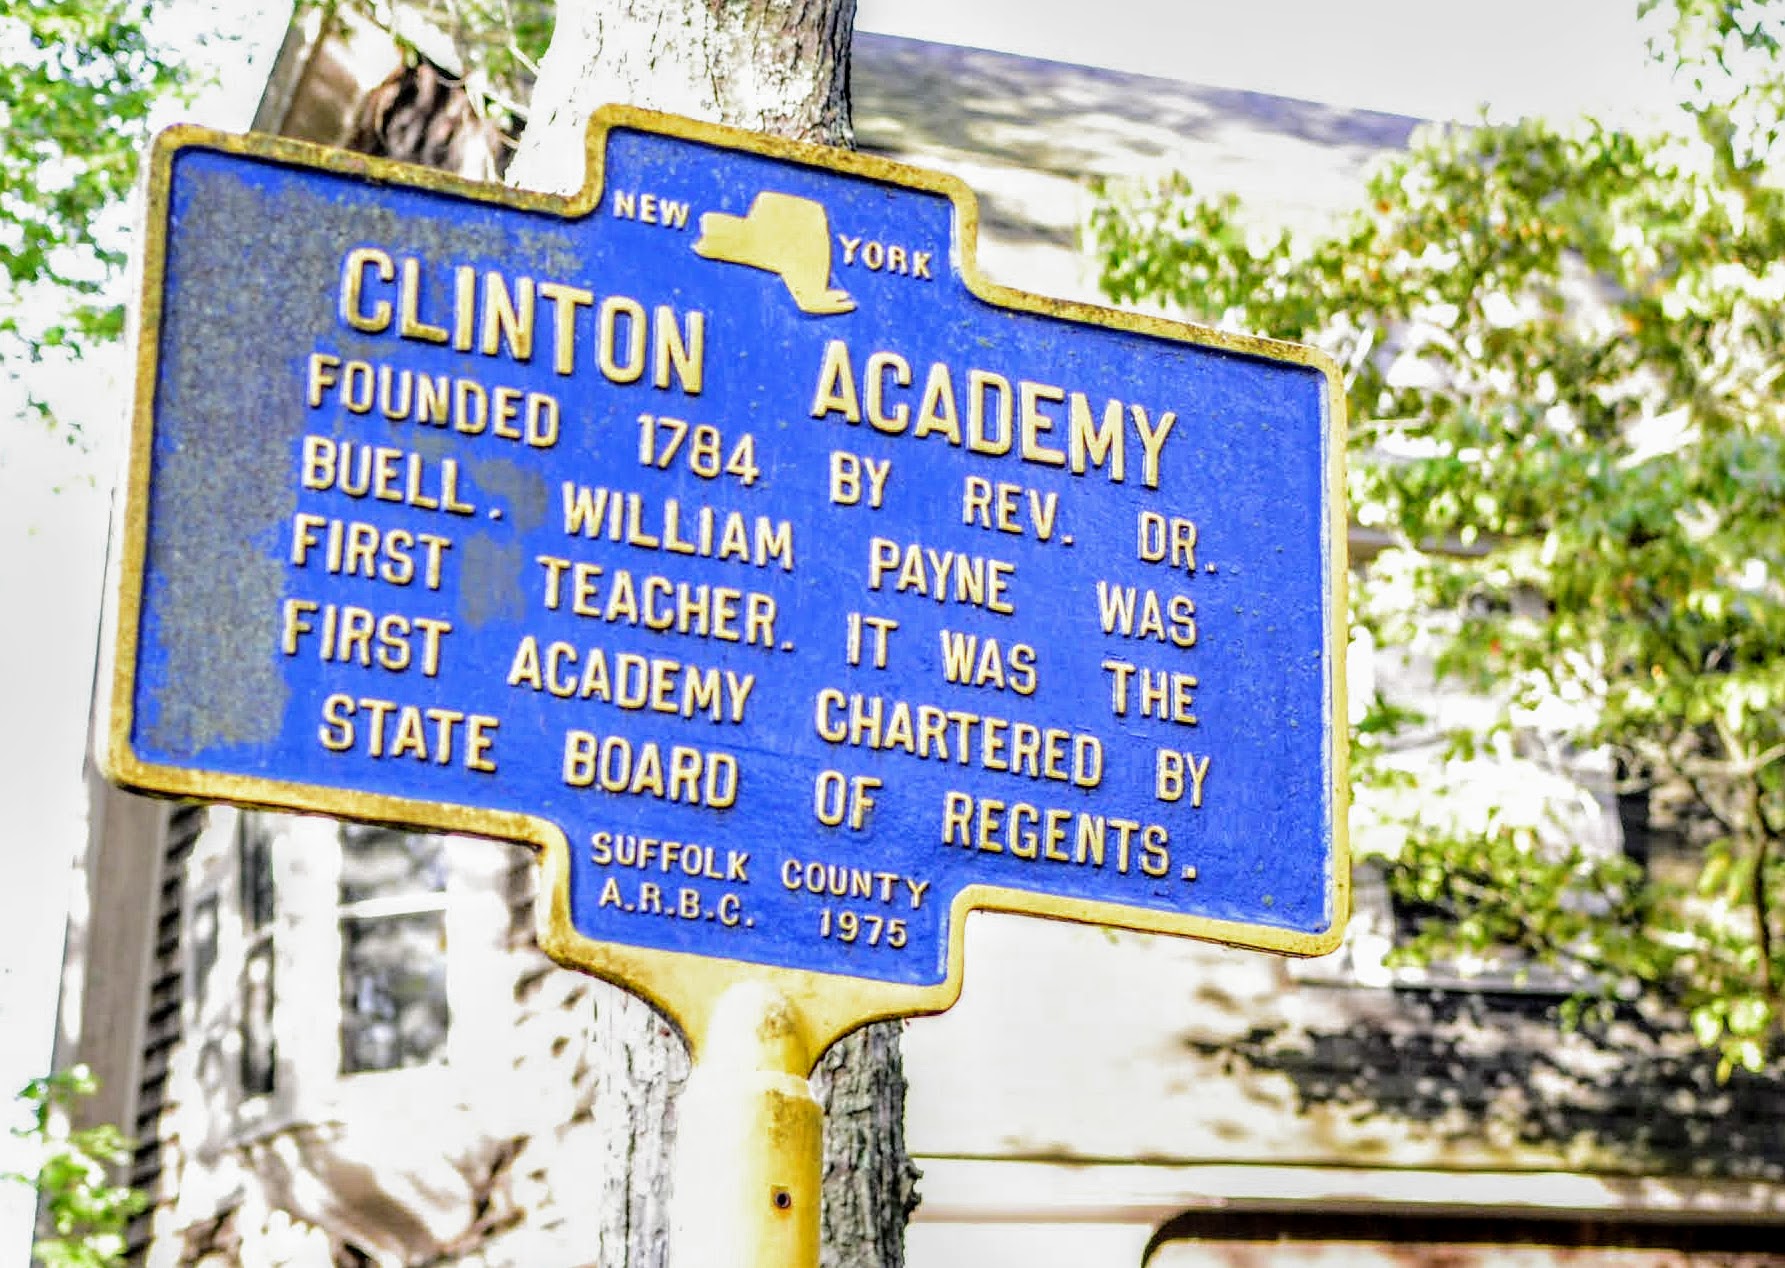 NEW YORK
CLINTON ACADEMY
FOUNDED 1784 BY REV. DR.
BUELL. WILLIAM PAYNE WAS
FIRST TEACHER. IT WAS THE
FIRST ACADEMY CHARTERED BY
STATE BOARD OF REGENTS.
SUFFOLK COUNTY
A.R.B.C. 1975